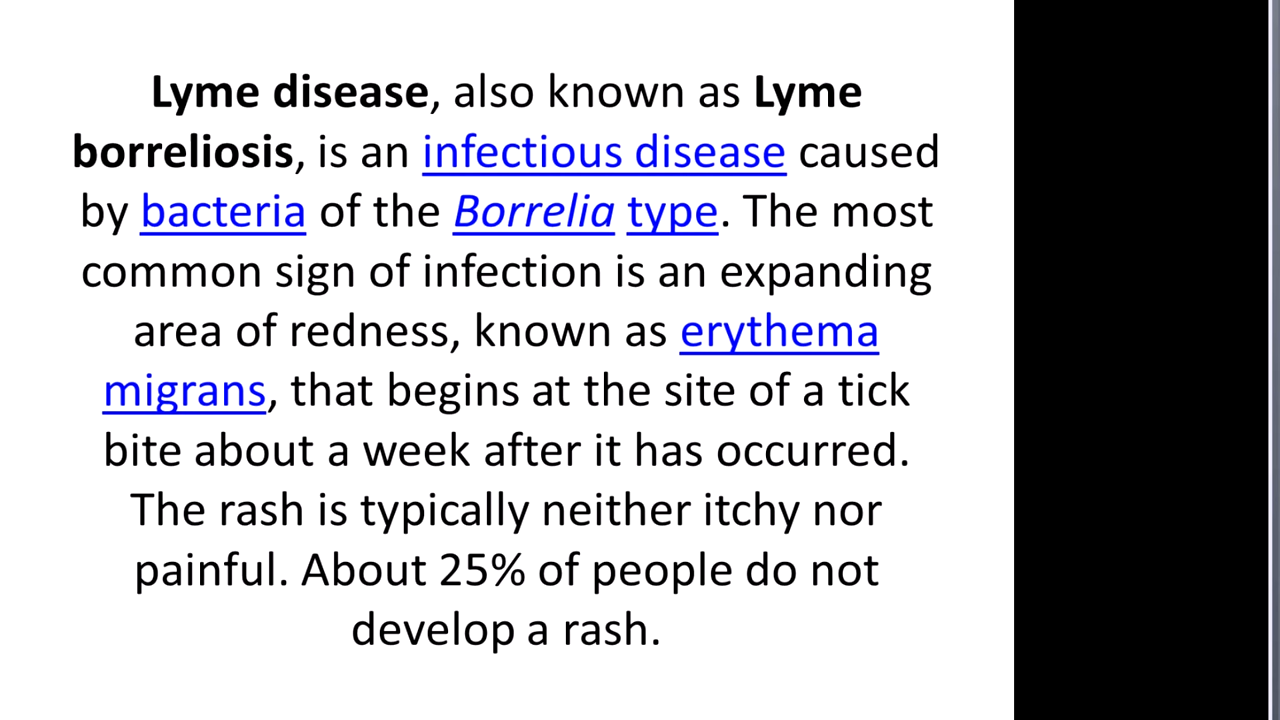 Lyme disease, also known as Lyme
borreliosis, is an infectious disease caused
by bacteria of the Borrelia type. The most
common sign of infection is an expanding
area of redness, known as erythema
migrans, that begins at the site of a tick
bite about a week after it has occurred.
The rash is typically neither itchy nor
painful. About 25% of people do not
develop a rash.